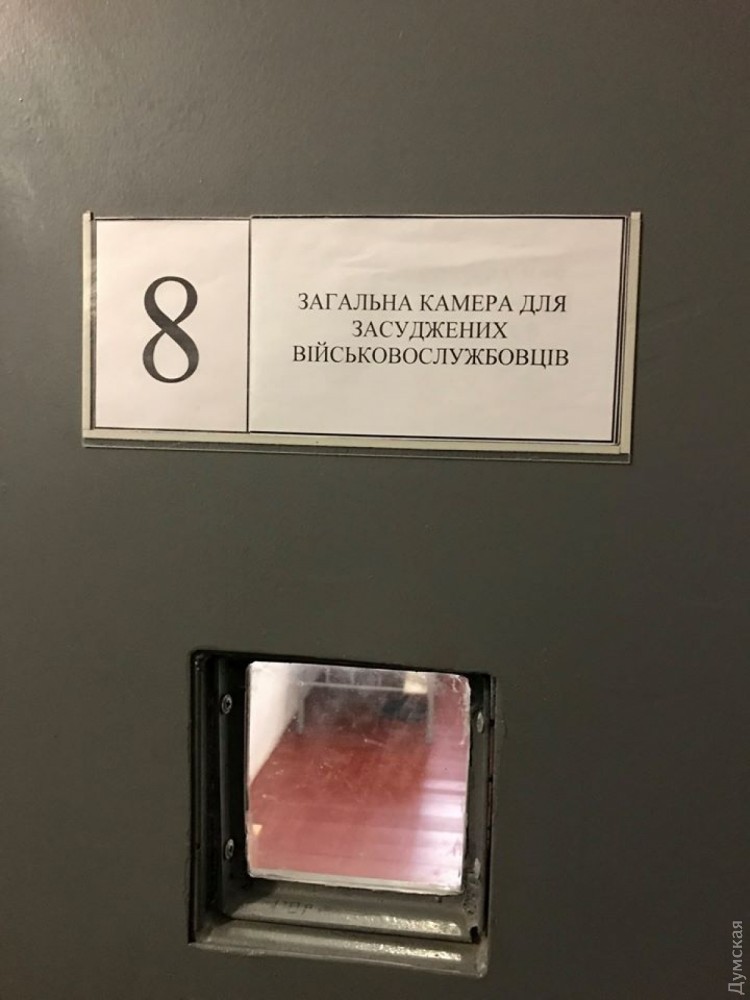 8
ЗАГАЛЬНА КАМЕРА ДЛЯ
ЗАСУДЖЕНИХ
ВІЙСЬКОВОСЛУЖБОВЦІВ
Думская